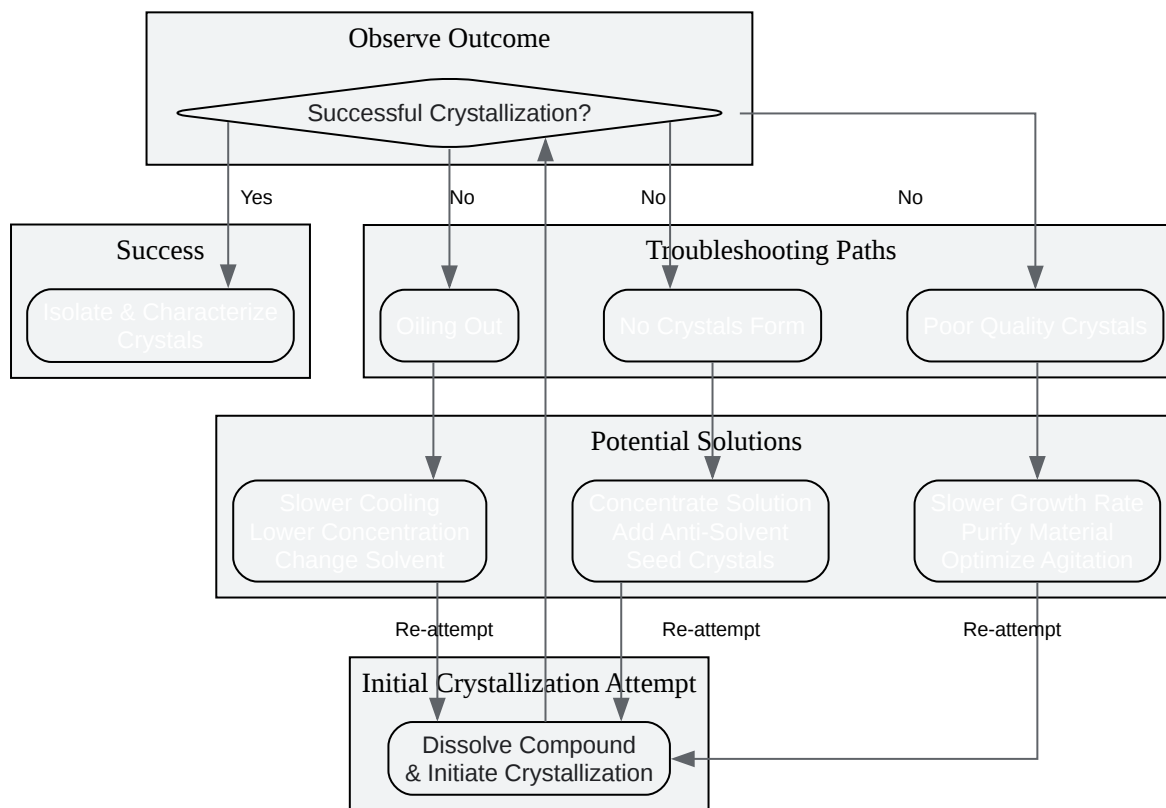 Observe Outcome
Successful Crystallization?
Yes
No
No
No
Success
Troubleshooting Paths
Isolate & Characterize
Crystals
Oiling Out
No Crystals Form
Poor Quality Crystals
Potential Solutions
Slower Cooling
Lower Concentration
Change Solvent
Concentrate Solution
Add Anti-Solvent
Seed Crystals
Slower Growth Rate
Purify Material
Optimize Agitation
Re-attempt
Re-attempt
Re-attempt
Initial Crystallization Attempt
Dissolve Compound
& Initiate Crystallization